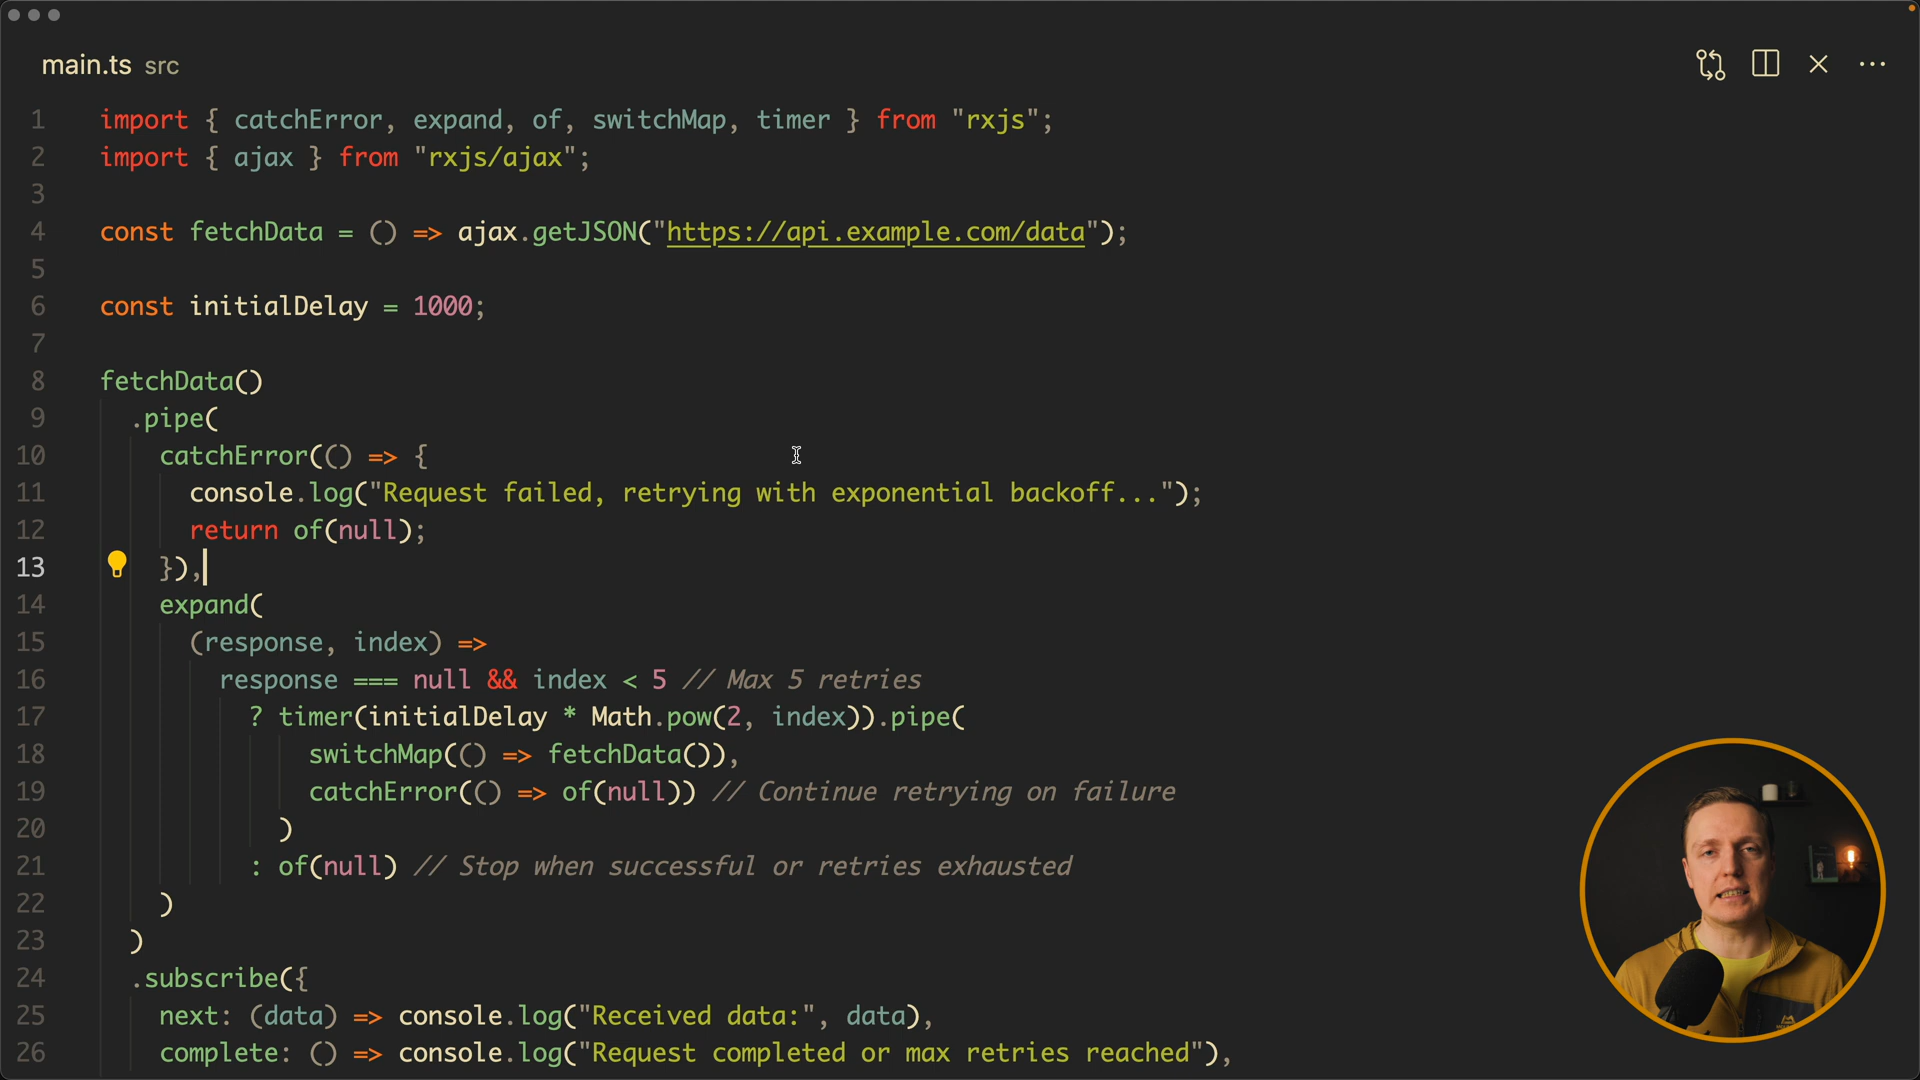 main.ts src
1 import { catchError, expand, of, switchMap, timer } from "rxjs";
2 import { ajax } from "rxjs/ajax";
3
4 const fetchData = () => ajax.getJSON("https://api.example.com/data");
5
6 const initialDelay = 1000;
7
8 fetchData()
9 .pipe(
10 catchError(() => {
11 console.log("Request failed, retrying with exponential backoff...");
12 return of(null);
13 }),
14 expand(
15 (response, index) =>
16 response === null && index < 5 // Max 5 retries
17 ? timer(initialDelay * Math.pow(2, index)).pipe(
18 switchMap(() => fetchData()),
19 catchError(() => of(null)) // Continue retrying on failure
20 )
21 : of(null) // Stop when successful or retries exhausted
22 )
23 )
24 .subscribe({
25 next: (data) => console.log("Received data:", data),
26 complete: () => console.log("Request completed or max retries reached"),